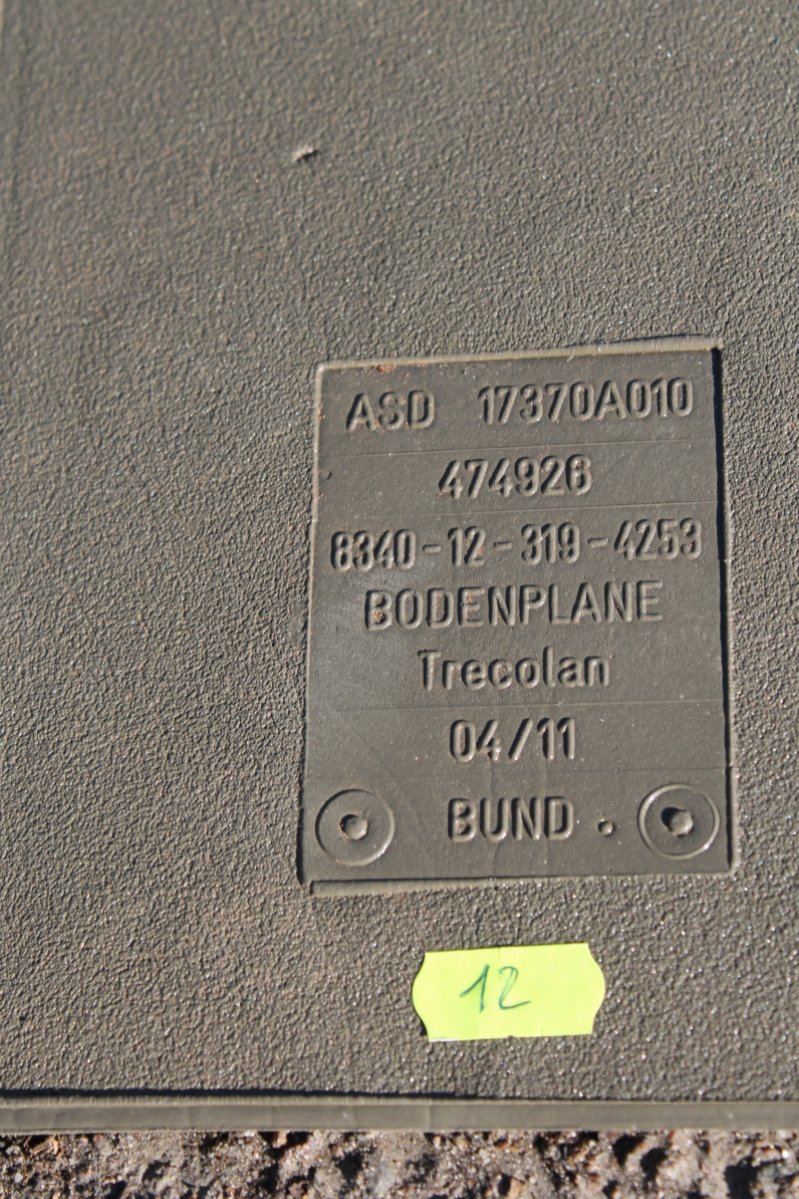 ASD 17370A010
474926
8340-12-319-4253
BODENPLANE
Trecolan
04/11
BUND.
12